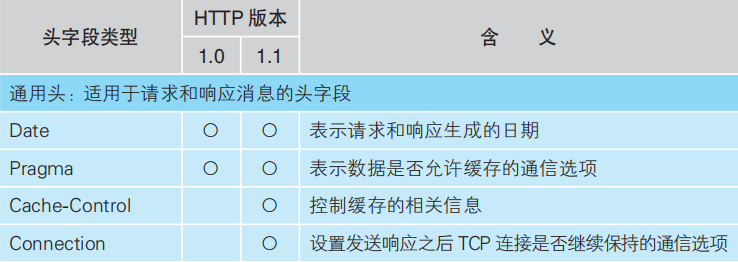 头字段类型 HTTP 版本 含 义
1.0 1.1
通用头：适用于请求和响应消息的头字段
Date ○ ○ 表示请求和响应生成的日期
Pragma ○ ○ 表示数据是否允许缓存的通信选项
Cache-Control ○ 控制缓存的相关信息
Connection ○ 设置发送响应之后 TCP 连接是否继续保持的通信选项